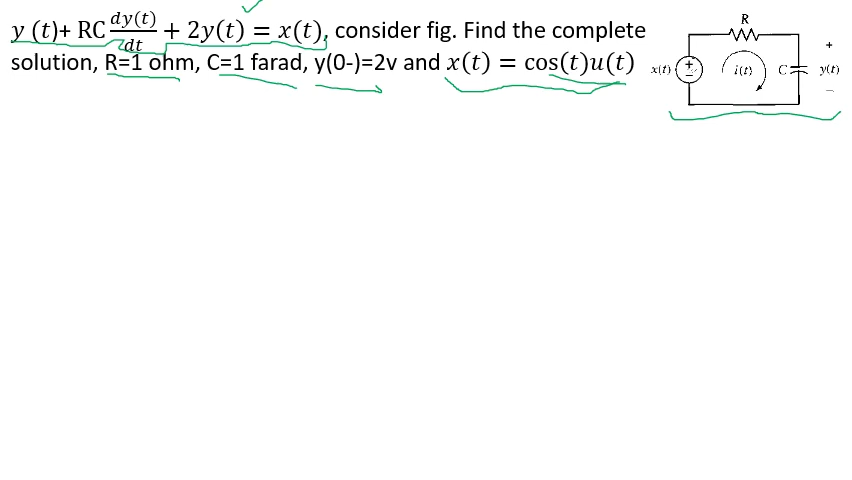 y (t)+ RC dy(t)/dt + 2y(t) = x(t), consider fig. Find the complete
solution, R=1 ohm, C=1 farad, y(0-)=2v and x(t) = cos(t)u(t)
R
x(t) + - i(t) C + y(t) -